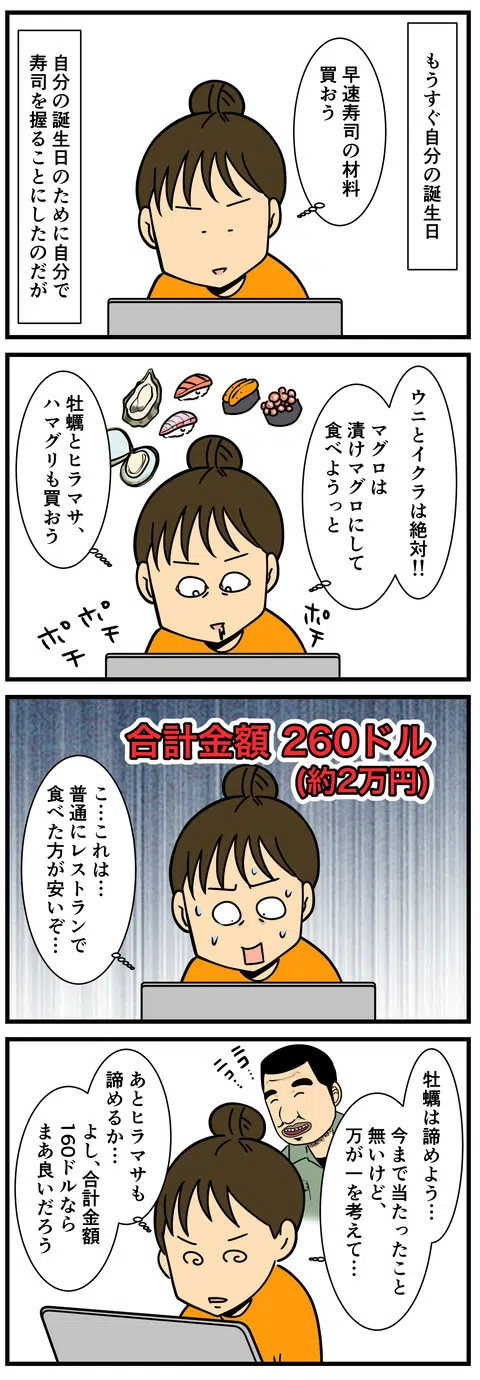 もうすぐ自分の誕生日
早速寿司の材料
買おう
自分の誕生日のために自分で
寿司を握ることにしたのだが
ウニとイクラは絶対!!
マグロは
漬けマグロにして
食べようっと
牡蠣とヒラマサ、
ハマグリも買おう
ポチ
ポチ
ポチ
合計金額 260ドル
(約2万円)
こ…これは…
普通にレストランで
食べた方が安いぞ…
牡蠣は諦めよう…
今まで当たったこと
無いけど、
万が一を考えて…
ニコニコ
あとヒラマサも
諦めるか…
よし、合計金額
160ドルなら
まあ良いだろう